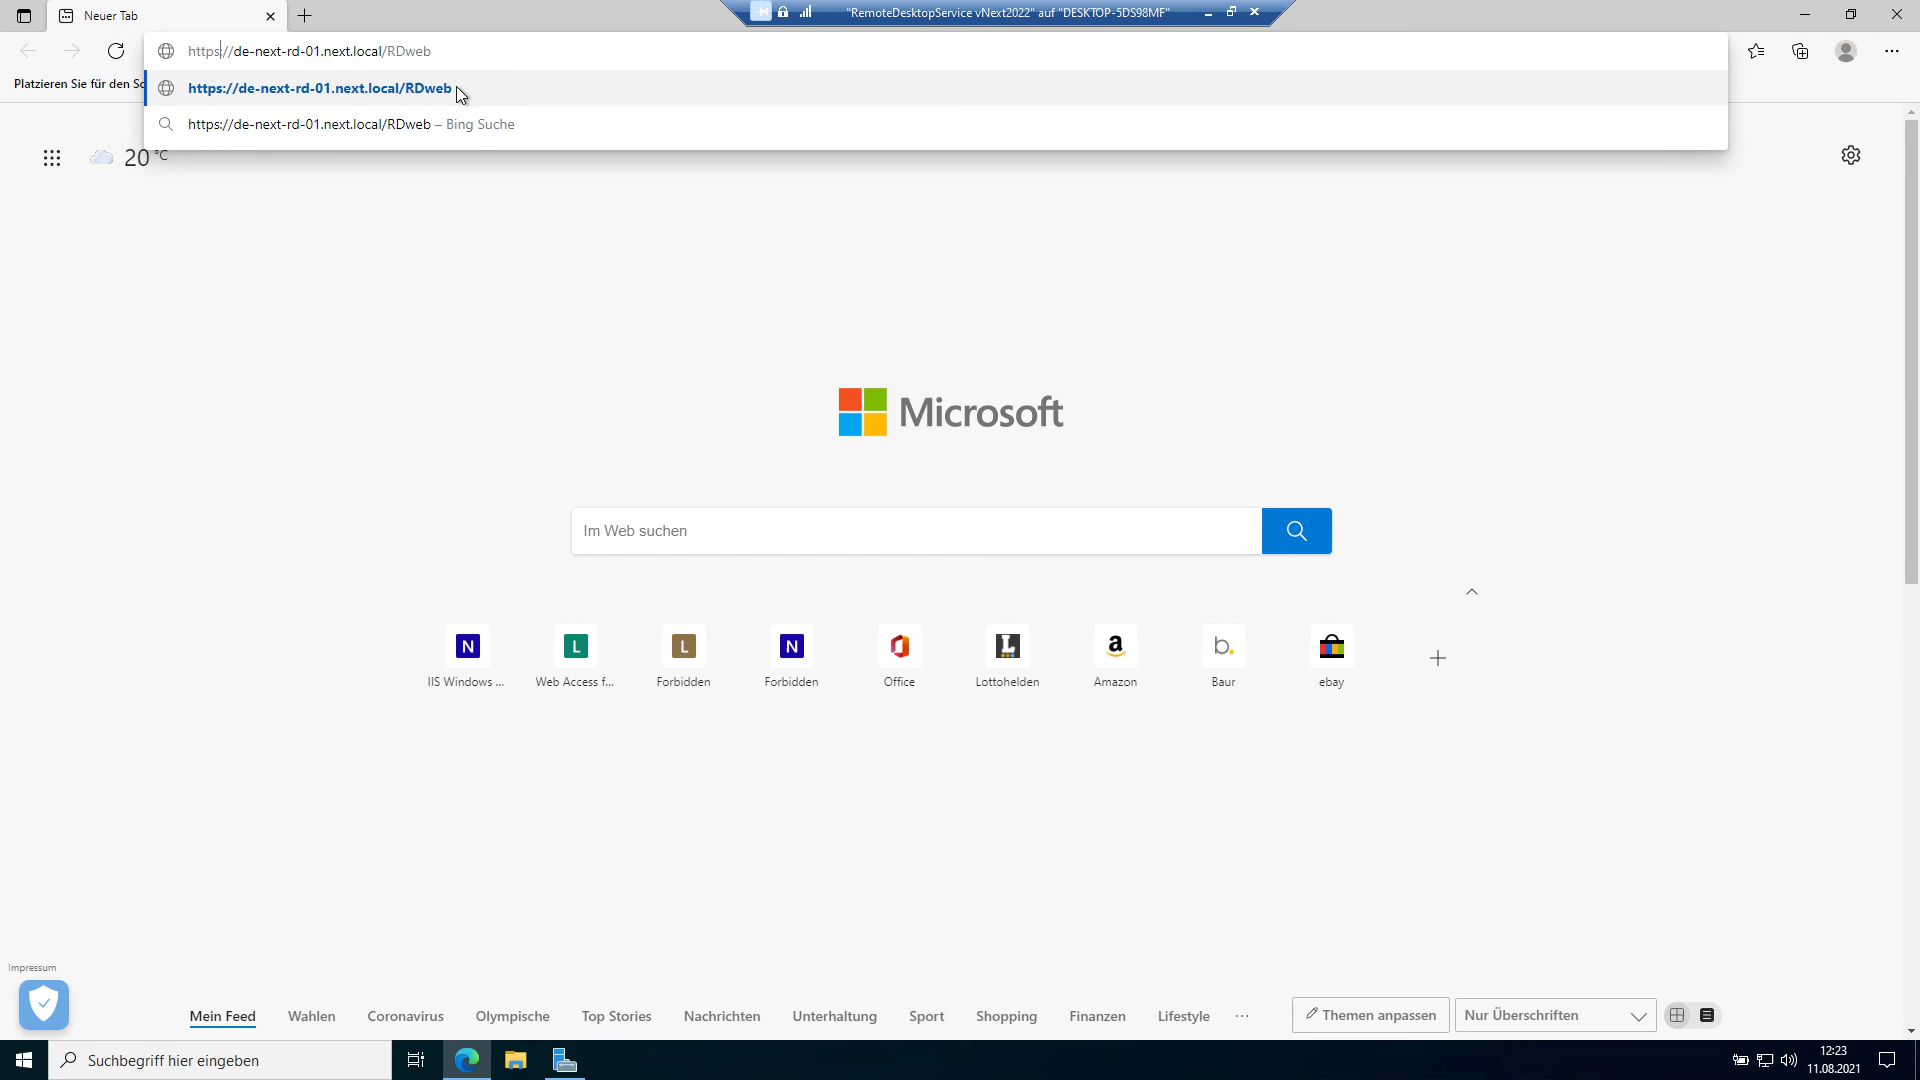 Neuer Tab
"RemoteDesktopService vNext2022" auf "DESKTOP-5DS98MF"
https//de-next-rd-01.next.local/RDweb
Platzieren Sie für den Sc
https://de-next-rd-01.next.local/RDweb
https://de-next-rd-01.next.local/RDweb – Bing Suche
20 °C
Microsoft
Im Web suchen
N L L N L a b.
IIS Windows ... Web Access f... Forbidden Forbidden Office Lottohelden Amazon Baur ebay
Impressum
Mein Feed Wahlen Coronavirus Olympische Top Stories Nachrichten Unterhaltung Sport Shopping Finanzen Lifestyle ... Themen anpassen Nur Überschriften
Suchbegriff hier eingeben
12:23
11.08.2021